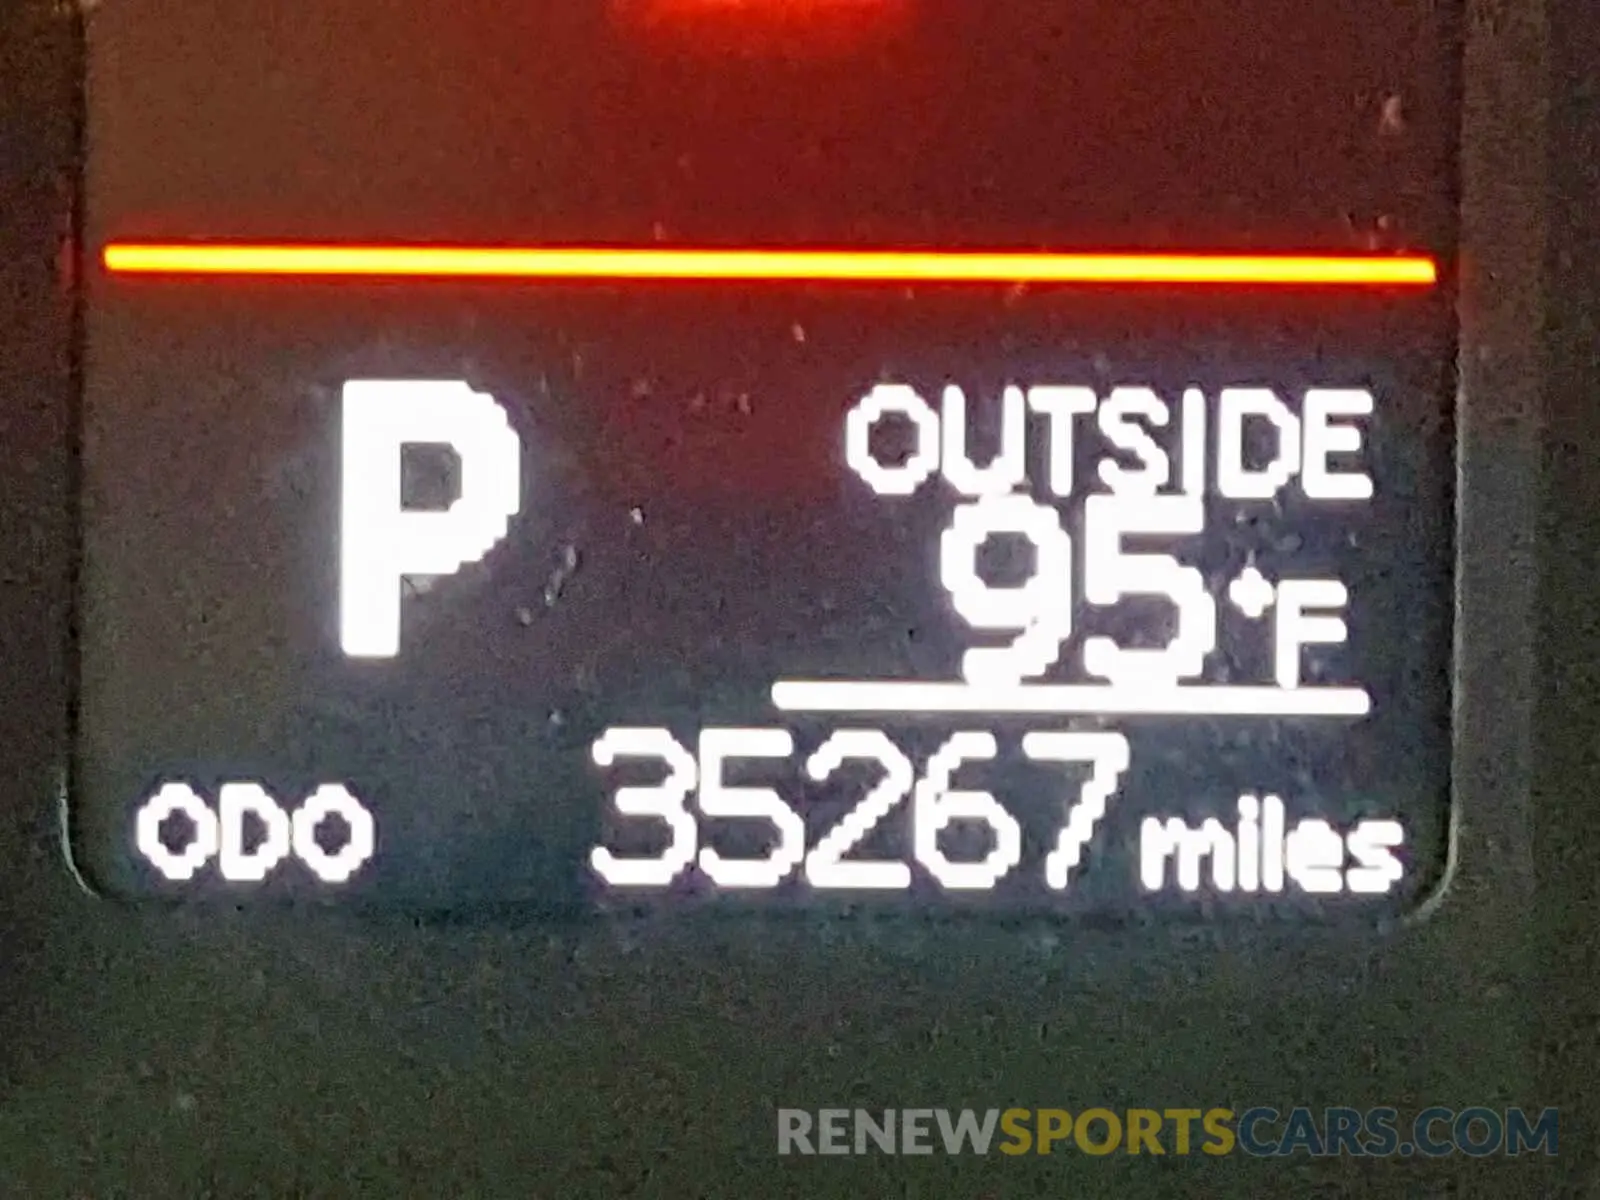 P
OUTSIDE
95°F
ODO 35267 miles
RENEWSPORTSCARS.COM